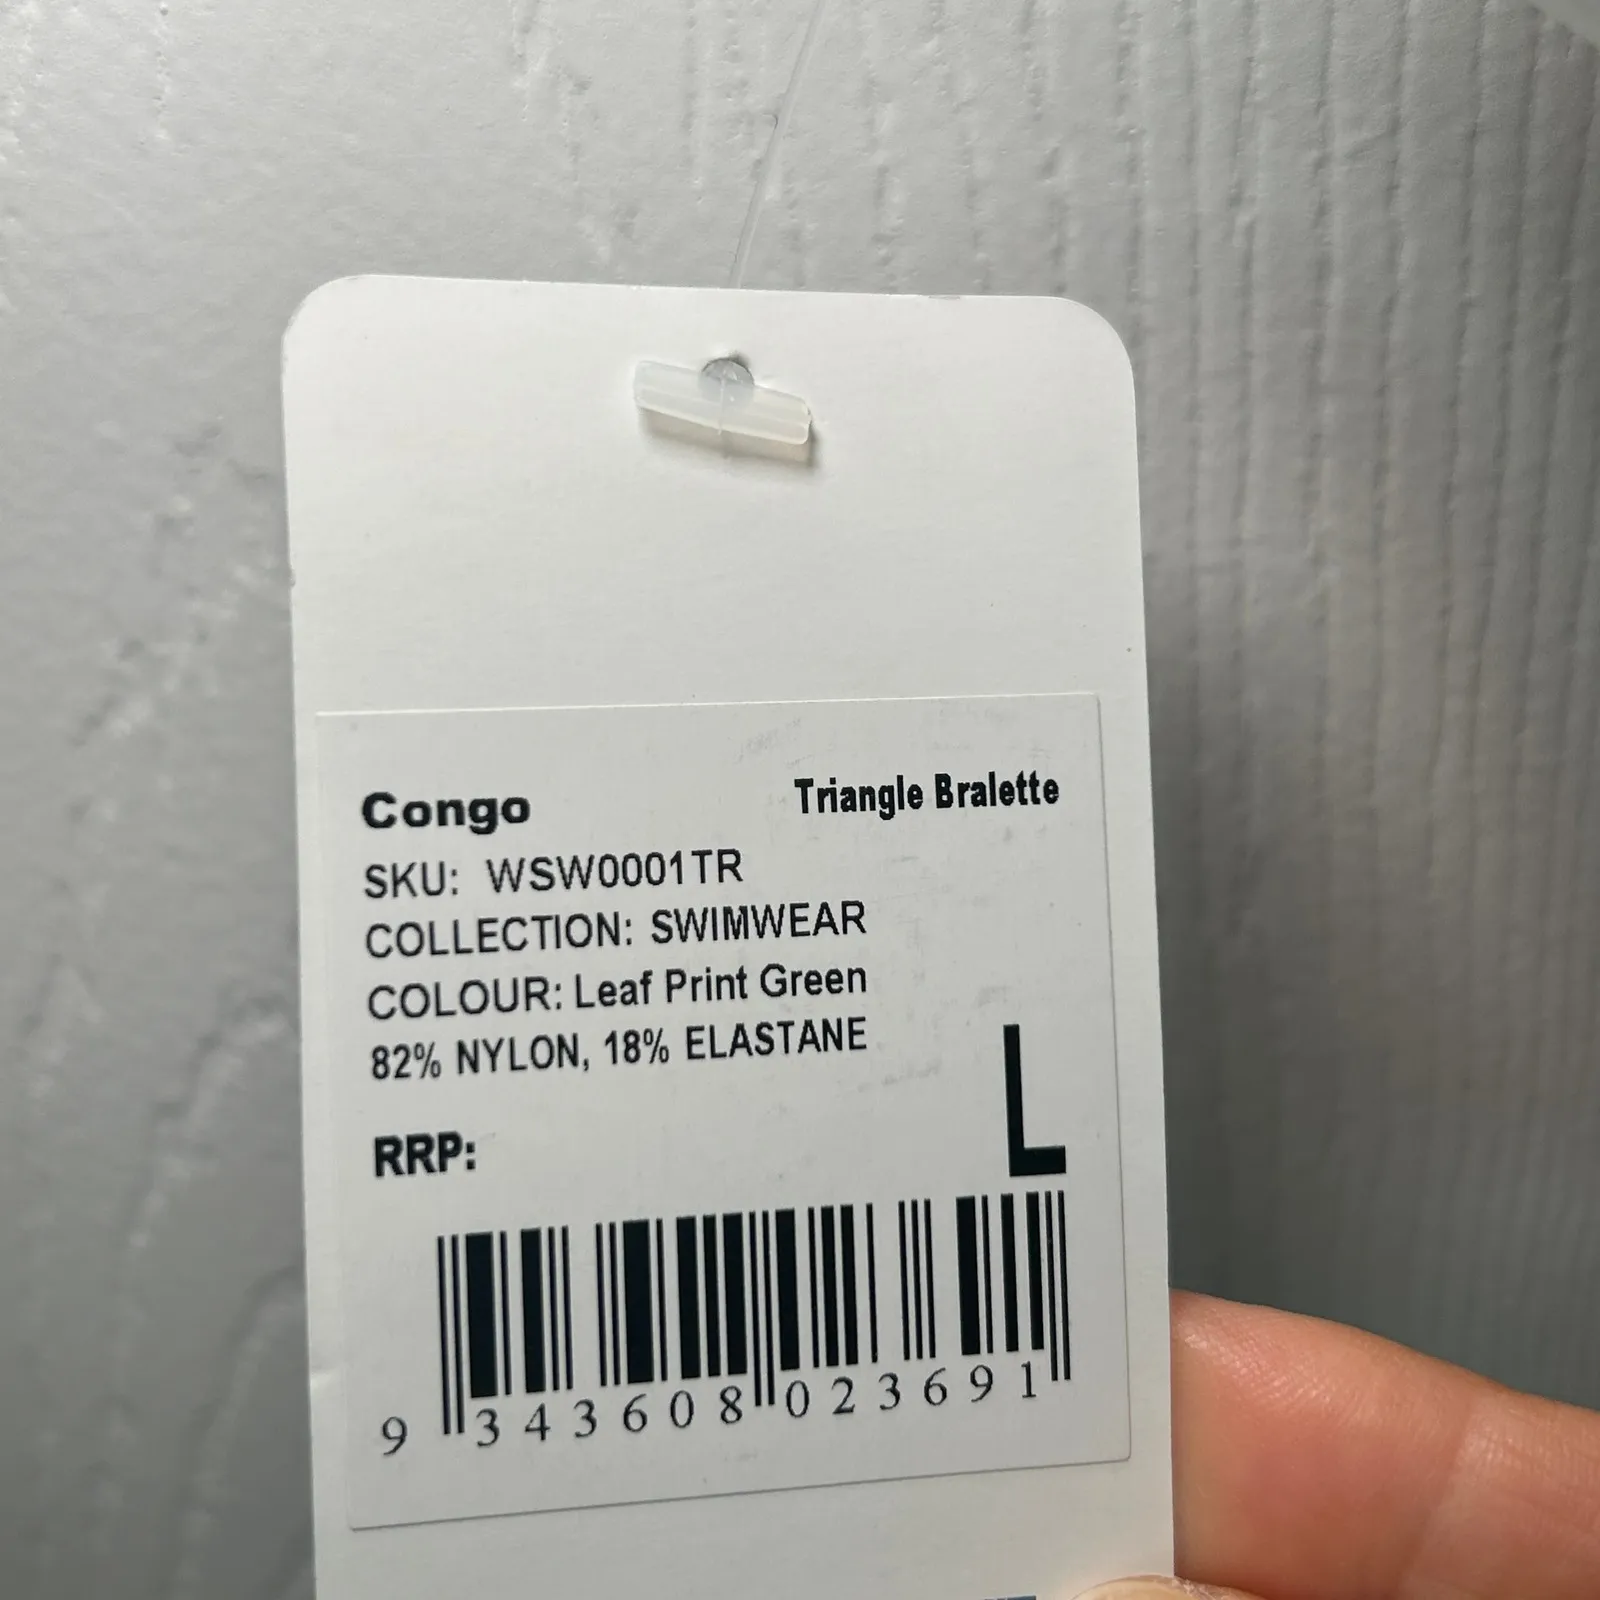 Congo
Triangle Bralette
SKU: WSW0001TR
COLLECTION: SWIMWEAR
COLOUR: Leaf Print Green
82% NYLON, 18% ELASTANE
RRP:
L
9 343608 023691